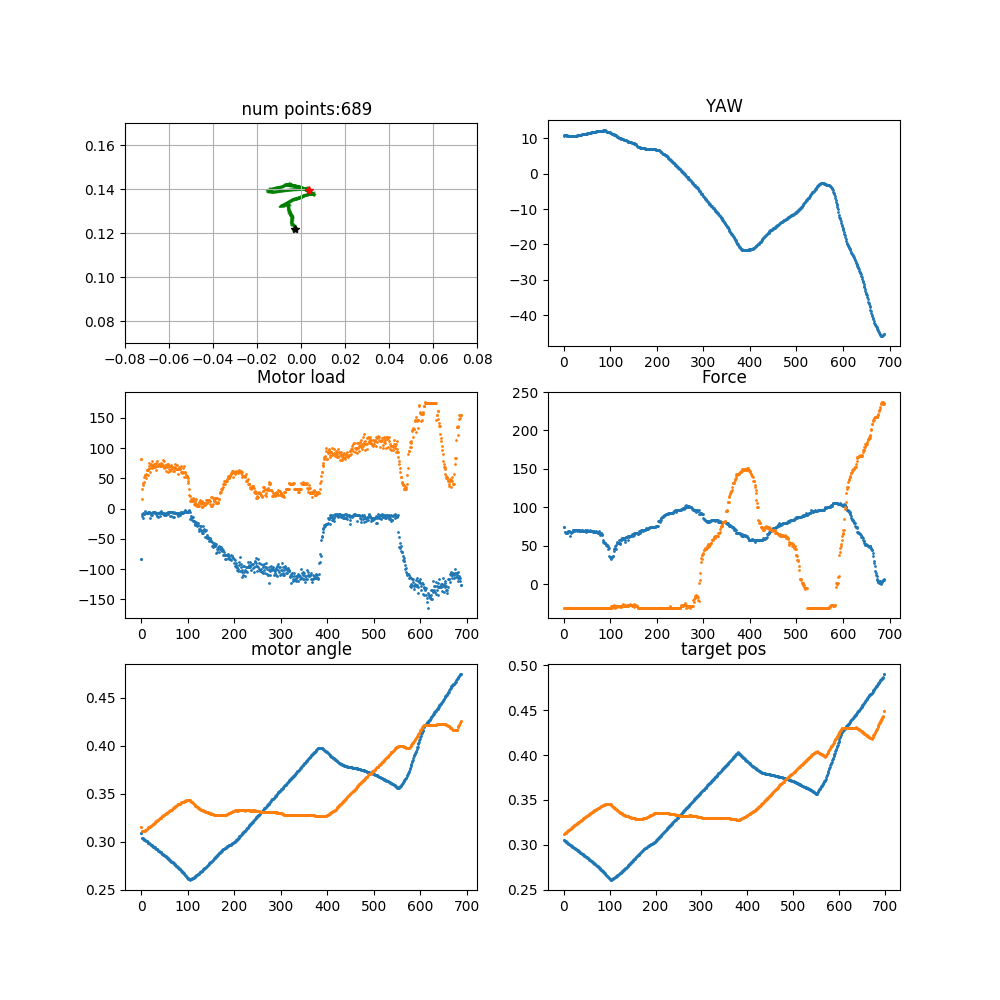 num points:689
YAW
0.16
0.14
0.12
0.10
0.08
−0.08 −0.06 −0.04 −0.02 0.00 0.02 0.04 0.06 0.08
10
0
−10
−20
−30
−40
0 100 200 300 400 500 600 700
Motor load
Force
150
100
50
0
−50
−100
−150
0 100 200 300 400 500 600 700
250
200
150
100
50
0
0 100 200 300 400 500 600 700
motor angle
target pos
0.45
0.40
0.35
0.30
0.25
0 100 200 300 400 500 600 700
0.50
0.45
0.40
0.35
0.30
0.25
0 100 200 300 400 500 600 700